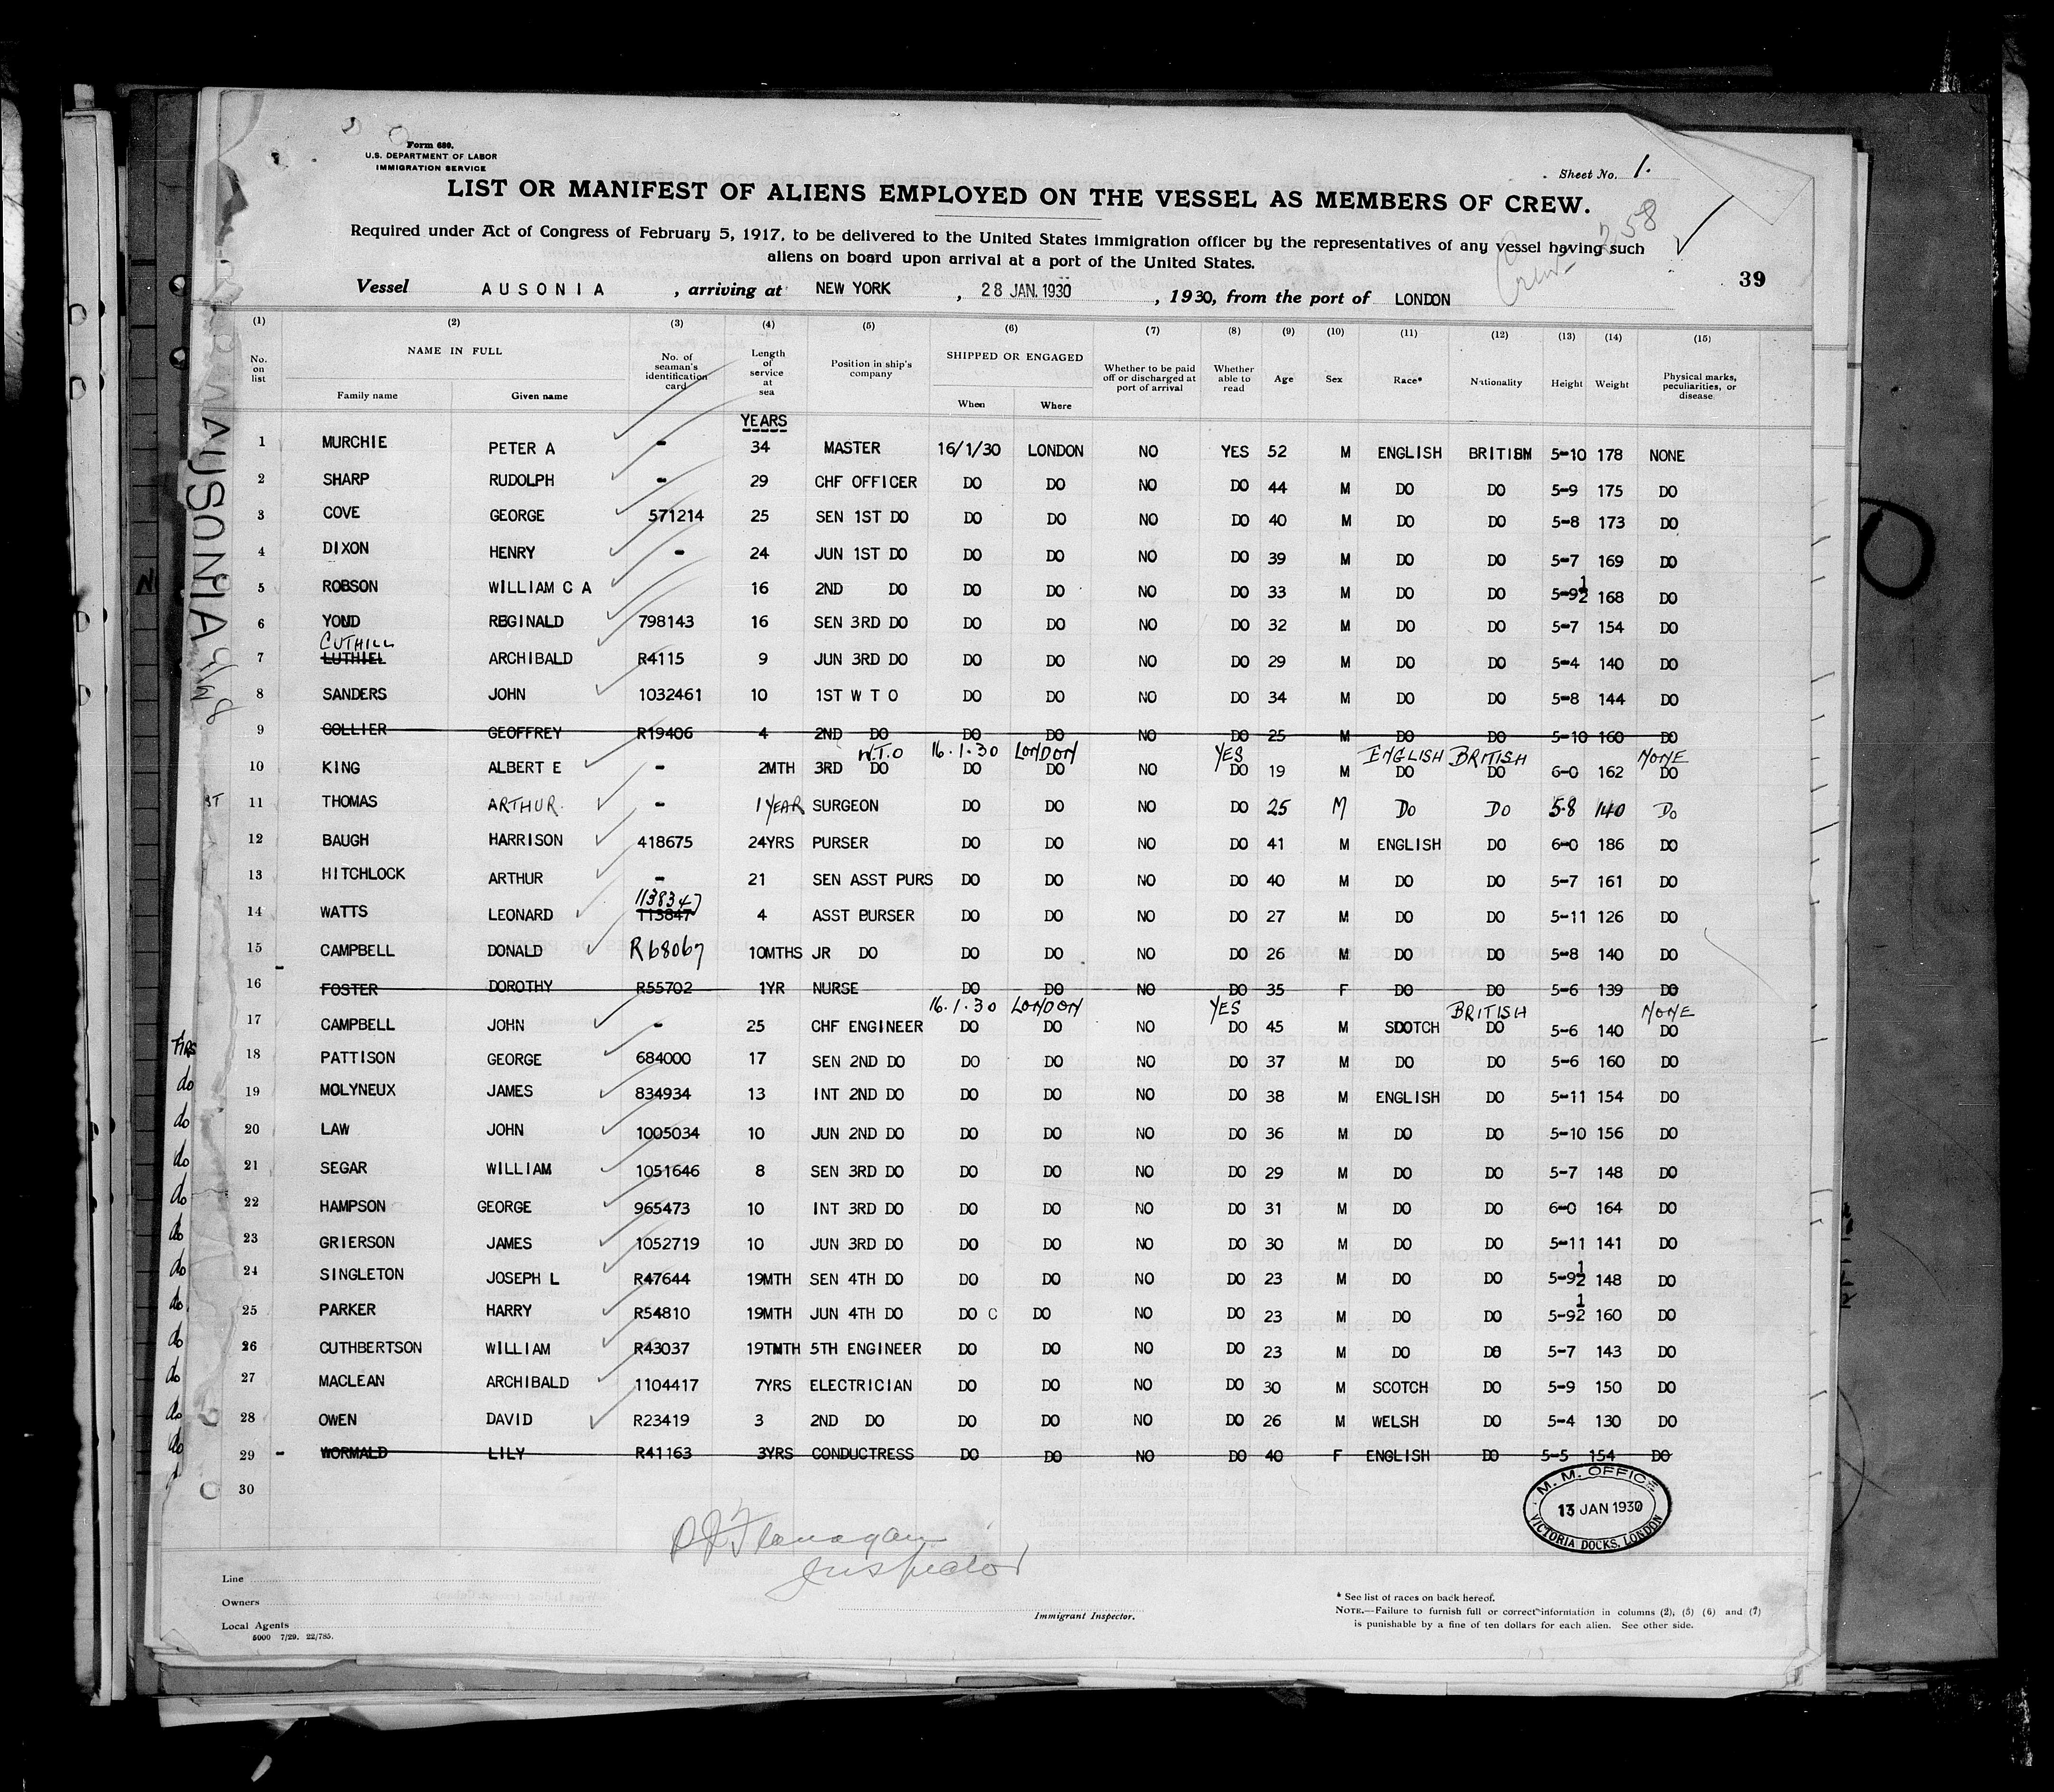 Form 680.
U.S. DEPARTMENT OF LABOR
IMMIGRATION SERVICE
Sheet No. 1.
LIST OR MANIFEST OF ALIENS EMPLOYED ON THE VESSEL AS MEMBERS OF CREW.
Required under Act of Congress of February 5, 1917, to be delivered to the United States immigration officer by the representatives of any vessel having such
aliens on board upon arrival at a port of the United States.
Crew 258
39
Vessel AUSONIA, arriving at NEW YORK, 28 JAN. 1930, 1930, from the port of LONDON
(1) (2) (3) (4) (5) (6) (7) (8) (9) (10) (11) (12) (13) (14) (15)
No. on list NAME IN FULL Family name Given name No. of seaman's identification card Length of service at sea Position in ship's company SHIPPED OR ENGAGED When Where Whether to be paid off or discharged at port of arrival Whether able to read Age Sex Race* Nationality Height Weight Physical marks, peculiarities, or disease
YEARS
1 MURCHIE PETER A - 34 MASTER 16/1/30 LONDON NO YES 52 M ENGLISH BRITISH 5-10 178 NONE
2 SHARP RUDOLPH - 29 CHF OFFICER DO DO NO DO 44 M DO DO 5-9 175 DO
3 COVE GEORGE 571214 25 SEN 1ST DO DO DO NO DO 40 M DO DO 5-8 173 DO
4 DIXON HENRY - 24 JUN 1ST DO DO DO NO DO 39 M DO DO 5-7 169 DO
5 ROBSON WILLIAM C A 16 2ND DO DO DO NO DO 33 M DO DO 5-9½ 168 DO
6 YOUD REGINALD 798143 16 SEN 3RD DO DO DO NO DO 32 M DO DO 5-7 154 DO
CUTHILL
7 LUTHIEL ARCHIBALD R4115 9 JUN 3RD DO DO DO NO DO 29 M DO DO 5-4 140 DO
8 SANDERS JOHN 1032461 10 1ST W T O DO DO NO DO 34 M DO DO 5-8 144 DO
9 COLLIER GEOFFREY R19406 4 2ND DO DO DO NO DO 25 M DO DO 5-10 160 DO
W.T.O 16.1.30 LONDON YES ENGLISH BRITISH NONE
10 KING ALBERT E - 2MTH 3RD DO DO DO NO DO 19 M DO DO 6-0 162 DO
11 THOMAS ARTHUR. - 1 YEAR SURGEON DO DO NO DO 25 M Do Do 5.8 140 Do
12 BAUGH HARRISON 418675 24YRS PURSER DO DO NO DO 41 M ENGLISH DO 6-0 186 DO
13 HITCHLOCK ARTHUR - 21 SEN ASST PURS DO DO NO DO 40 M DO DO 5-7 161 DO
1138347
14 WATTS LEONARD 113847 4 ASST BURSER DO DO NO DO 27 M DO DO 5-11 126 DO
15 CAMPBELL DONALD R68067 10MTHS JR DO DO DO NO DO 26 M DO DO 5-8 140 DO
16 FOSTER DOROTHY R55702 1YR NURSE DO DO NO DO 35 F DO DO 5-6 139 DO
16.1.30 LONDON YES BRITISH NONE
17 CAMPBELL JOHN - 25 CHF ENGINEER DO DO NO DO 45 M SDOTCH DO 5-6 140 DO
18 PATTISON GEORGE 684000 17 SEN 2ND DO DO DO NO DO 37 M DO DO 5-6 160 DO
19 MOLYNEUX JAMES 834934 13 INT 2ND DO DO DO NO DO 38 M ENGLISH DO 5-11 154 DO
20 LAW JOHN 1005034 10 JUN 2ND DO DO DO NO DO 36 M DO DO 5-10 156 DO
21 SEGAR WILLIAM 1051646 8 SEN 3RD DO DO DO NO DO 29 M DO DO 5-7 148 DO
22 HAMPSON GEORGE 965473 10 INT 3RD DO DO DO NO DO 31 M DO DO 6-0 164 DO
23 GRIERSON JAMES 1052719 10 JUN 3RD DO DO DO NO DO 30 M DO DO 5-11 141 DO
24 SINGLETON JOSEPH L R47644 19MTH SEN 4TH DO DO DO NO DO 23 M DO DO 5-9½ 148 DO
25 PARKER HARRY R54810 19MTH JUN 4TH DO DO C DO NO DO 23 M DO DO 5-9½ 160 DO
26 CUTHBERTSON WILLIAM R43037 19TMTH 5TH ENGINEER DO DO NO DO 23 M DO DO 5-7 143 DO
27 MACLEAN ARCHIBALD 1104417 7YRS ELECTRICIAN DO DO NO DO 30 M SCOTCH DO 5-9 150 DO
28 OWEN DAVID R23419 3 2ND DO DO DO NO DO 26 M WELSH DO 5-4 130 DO
29 - WORMALD LILY R41163 3YRS CONDUCTRESS DO DO NO DO 40 F ENGLISH DO 5-5 154 DO
30
M. M. OFFICE
13 JAN 1930
VICTORIA DOCKS, LONDON
Flanagan
Inspector
Line
Owners
Local Agents
5000 7/29. 22/785.
Immigrant Inspector.
* See list of races on back hereof.
NOTE.—Failure to furnish full or correct information in columns (2), (5) (6) and (7)
is punishable by a fine of ten dollars for each alien. See other side.
AUSONIA
do
do
do
do
do
do
do
do
do
do
do
do